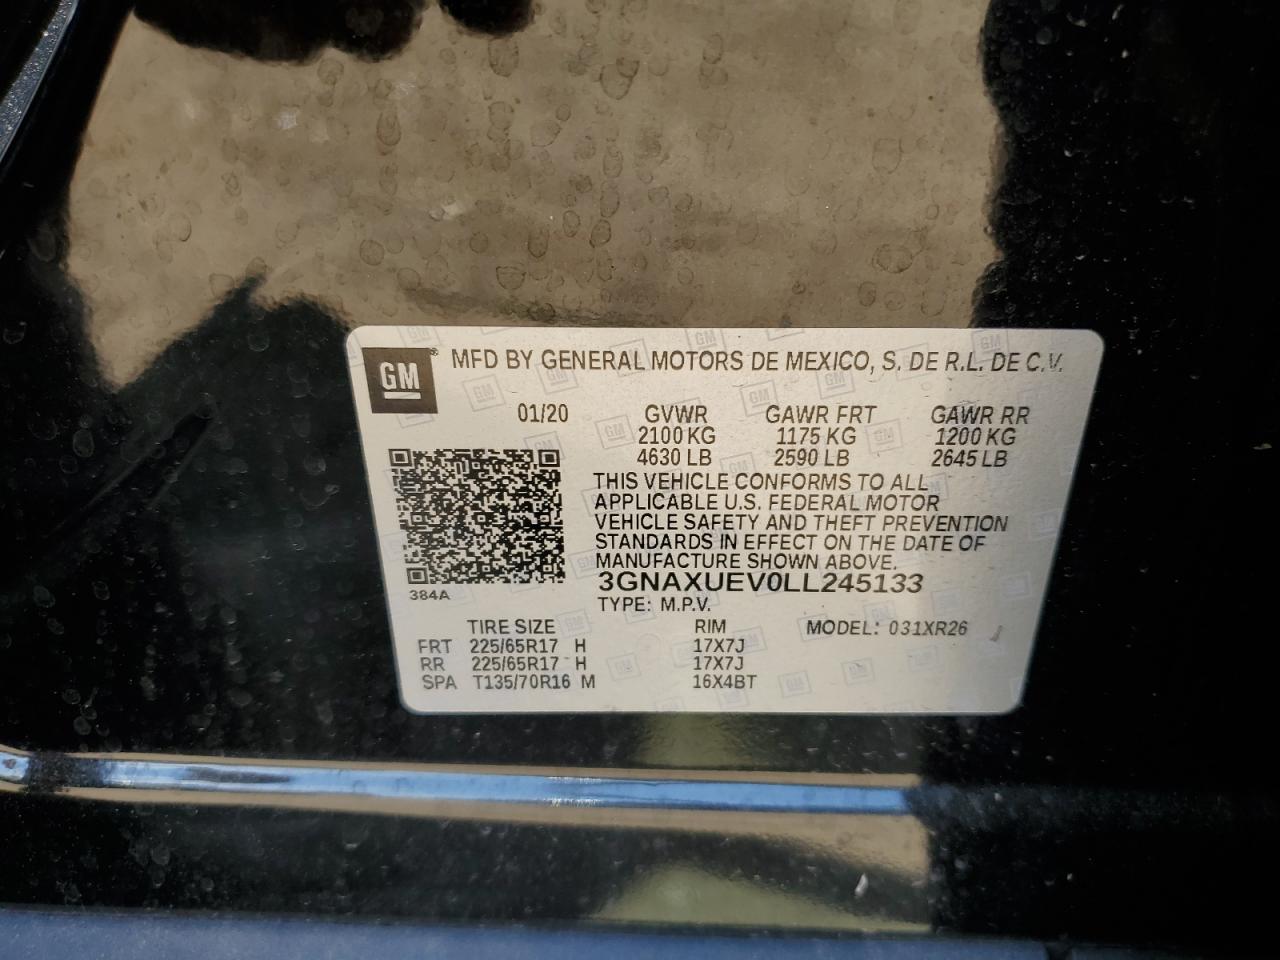 GM® MFD BY GENERAL MOTORS DE MEXICO, S. DE R.L. DE C.V.
01/20 GVWR GAWR FRT GAWR RR
2100 KG 1175 KG 1200 KG
4630 LB 2590 LB 2645 LB
THIS VEHICLE CONFORMS TO ALL
APPLICABLE U.S. FEDERAL MOTOR
VEHICLE SAFETY AND THEFT PREVENTION
STANDARDS IN EFFECT ON THE DATE OF
MANUFACTURE SHOWN ABOVE.
3GNAXUEV0LL245133
384A
TYPE: M.P.V.
TIRE SIZE RIM MODEL: 031XR26
FRT 225/65R17 H 17X7J
RR 225/65R17 H 17X7J
SPA T135/70R16 M 16X4BT